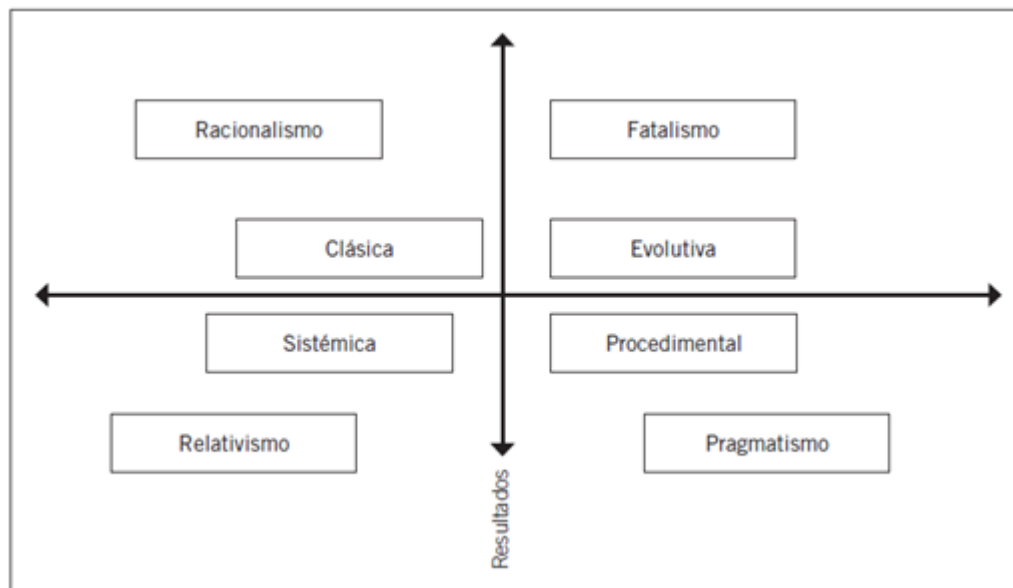 Racionalismo
Fatalismo
Clásica
Evolutiva
Sistémica
Procedimental
Relativismo
Pragmatismo
Resultados